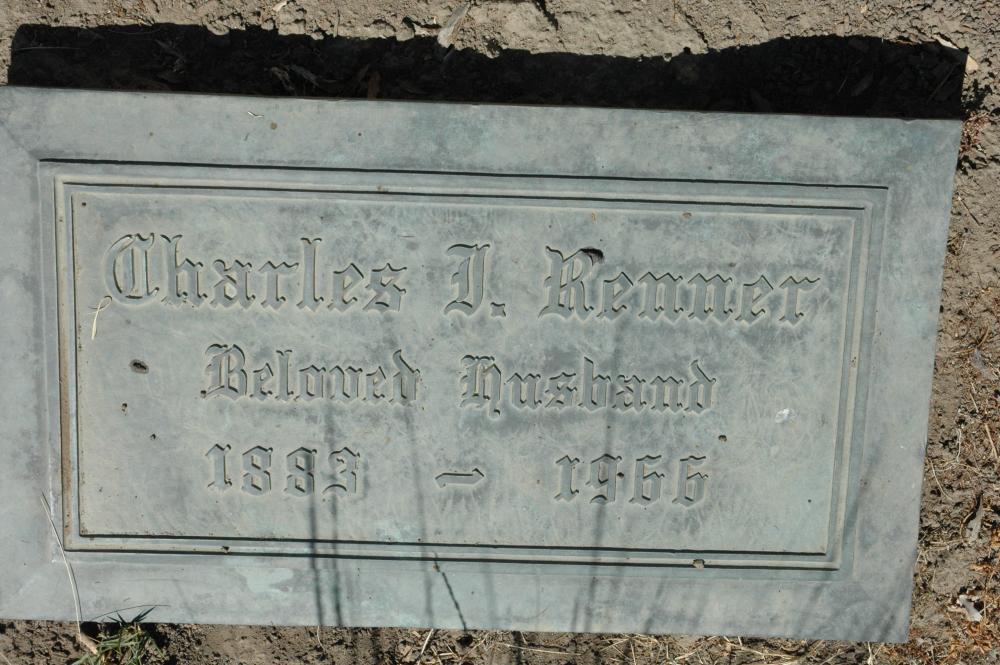 Charles I. Renner
Beloved Husband
1883 - 1966